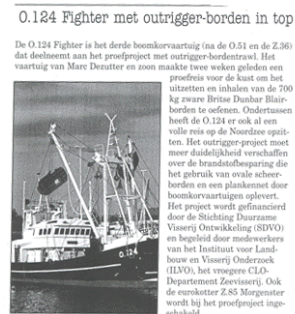 O.124 Fighter met outrigger-borden in top
De O.124 Fighter is het derde boomkorvaartuig (na de O.51 en de Z.36)
dat deelneemt aan het proefproject met outrigger-bordentrawl. Het
vaartuig van Marc Dezutter en zoon maakte twee weken geleden een
proefreis voor de kust om het
uitzetten en inhalen van de 700
kg zware Britse Dunbar Blair-
borden te oefenen. Ondertussen
heeft de O.124 er ook al een
volle reis op de Noordzee opzit-
ten. Het outrigger-project moet
meer duidelijkheid verschaffen
over de brandstofbesparing die
het gebruik van ovale scheer-
borden en een plankennet door
boomkorvaartuigen oplevert.
Het project wordt gefinancierd
door de Stichting Duurzame
Visserij Ontwikkeling (SDVO)
en begeleid door medewerkers
van het Instituut voor Land-
bouw en Visserij Onderzoek
(ILVO), het vroegere CLO-
Departement Zeevisserij. Ook
de eurokotter Z.85 Morgenster
wordt bij het proefproject inge-
schakeld.
O.124